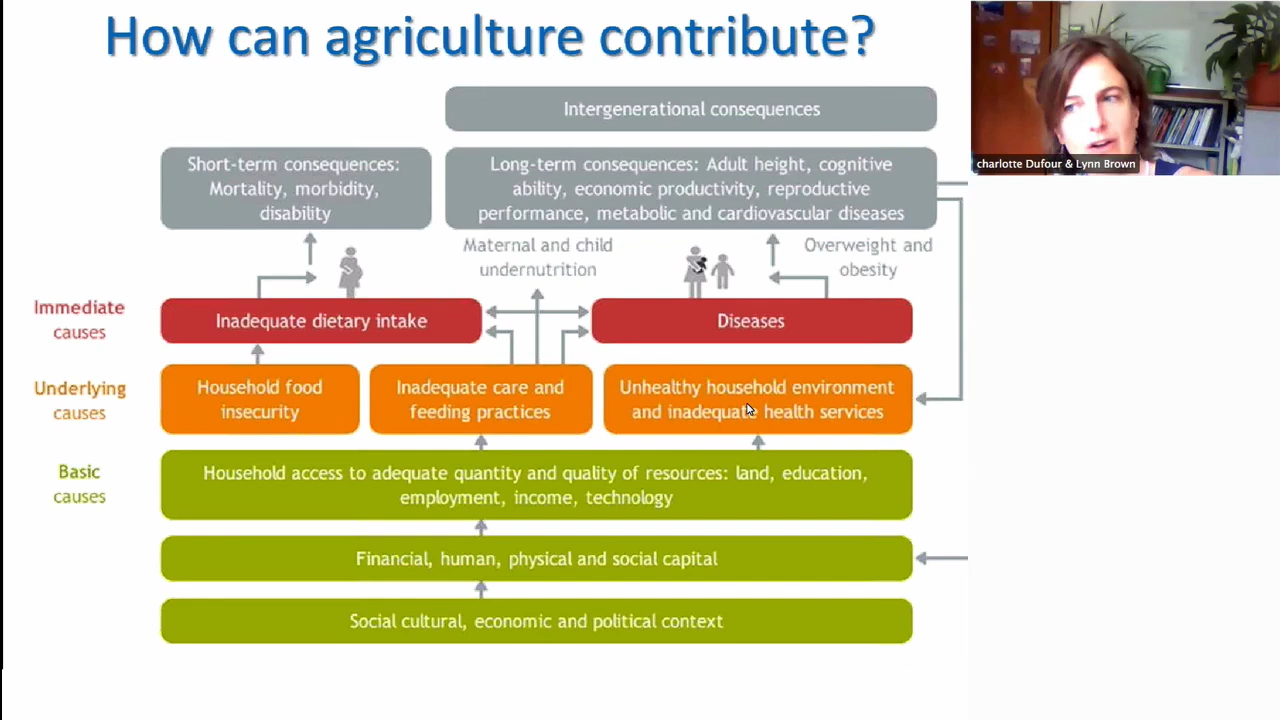 How can agriculture contribute?
charlotte Dufour & Lynn Brown
Intergenerational consequences
Short-term consequences:
Mortality, morbidity,
disability
Long-term consequences: Adult height, cognitive
ability, economic productivity, reproductive
performance, metabolic and cardiovascular diseases
Maternal and child
undernutrition
Overweight and
obesity
Immediate
causes
Inadequate dietary intake
Diseases
Underlying
causes
Household food
insecurity
Inadequate care and
feeding practices
Unhealthy household environment
and inadequate health services
Basic
causes
Household access to adequate quantity and quality of resources: land, education,
employment, income, technology
Financial, human, physical and social capital
Social cultural, economic and political context